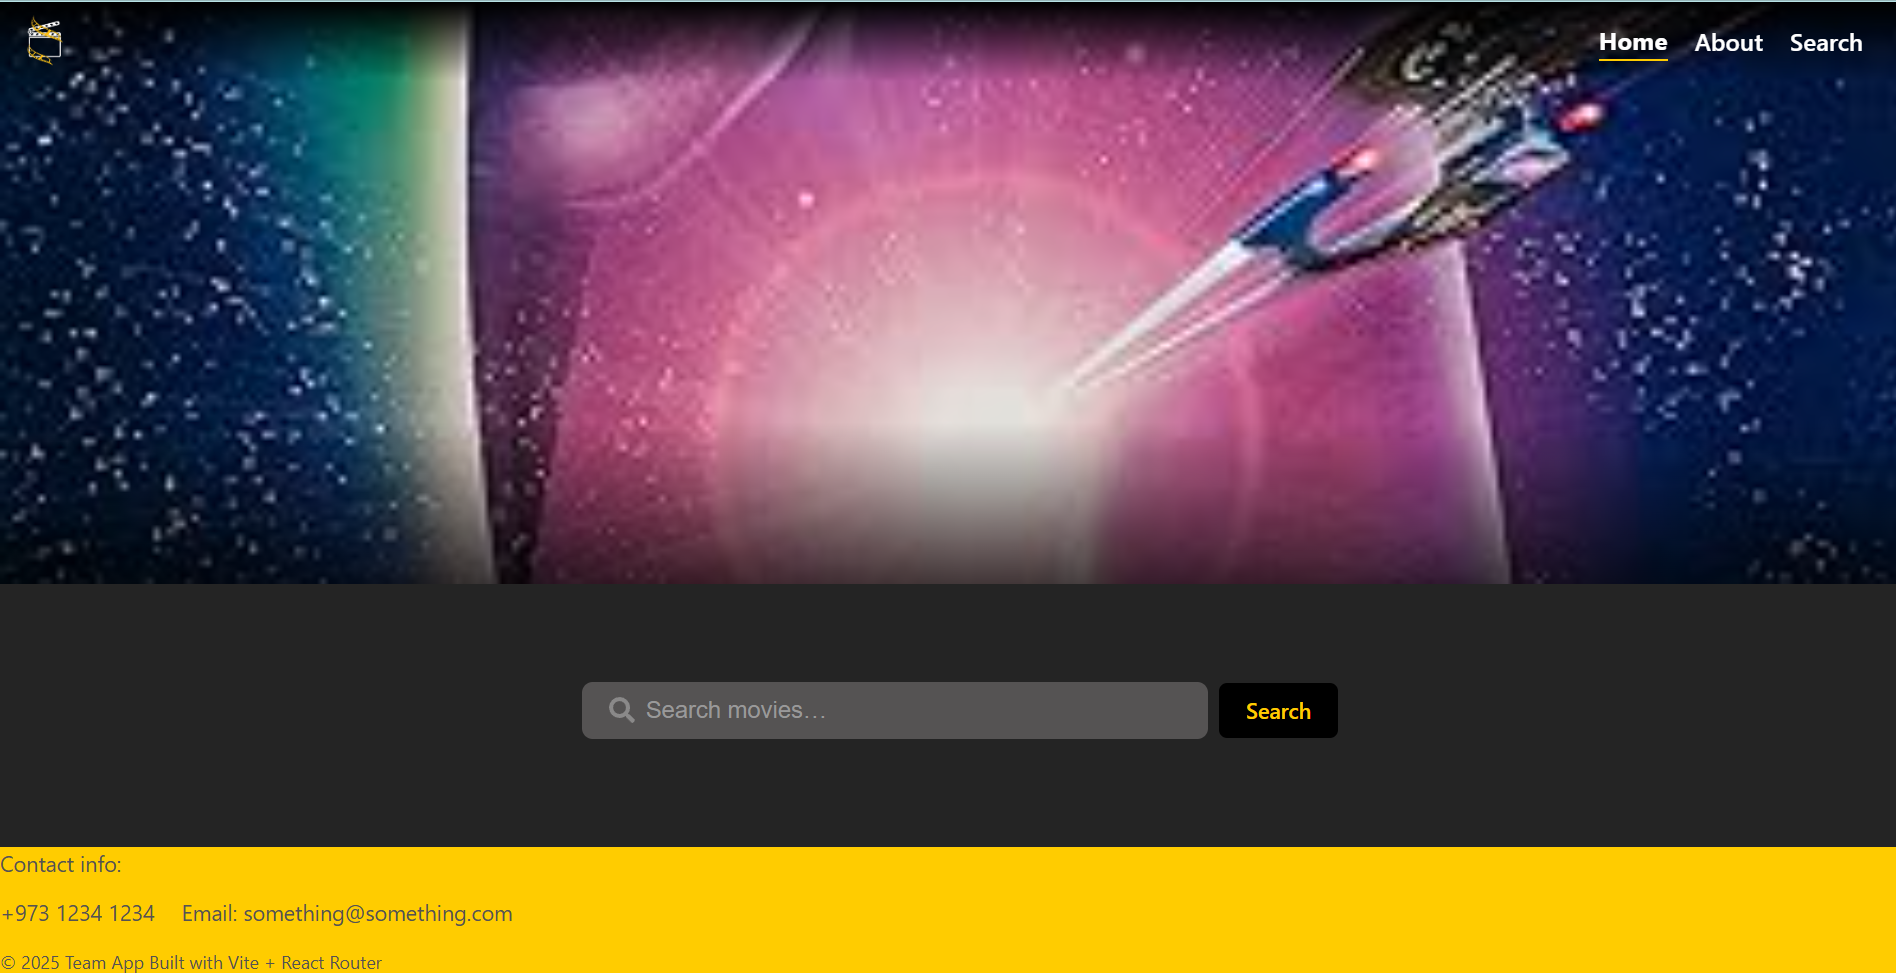 Home About Search
Search movies...
Search
Contact info:
+973 1234 1234 Email: something@something.com
© 2025 Team App Built with Vite + React Router